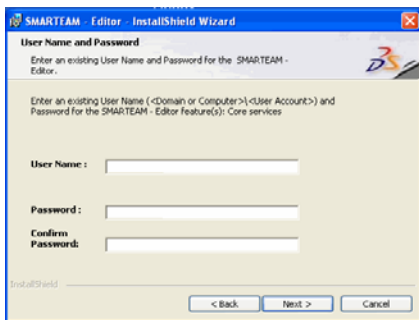 SMARTEAM - Editor - InstallShield Wizard
User Name and Password
Enter an existing User Name and Password for the SMARTEAM -
Editor.
Enter an existing User Name (<Domain or Computer>\<User Account>) and
Password for the SMARTEAM - Editor feature(s): Core services
User Name :
Password :
Confirm
Password:
InstallShield
< Back
Next >
Cancel